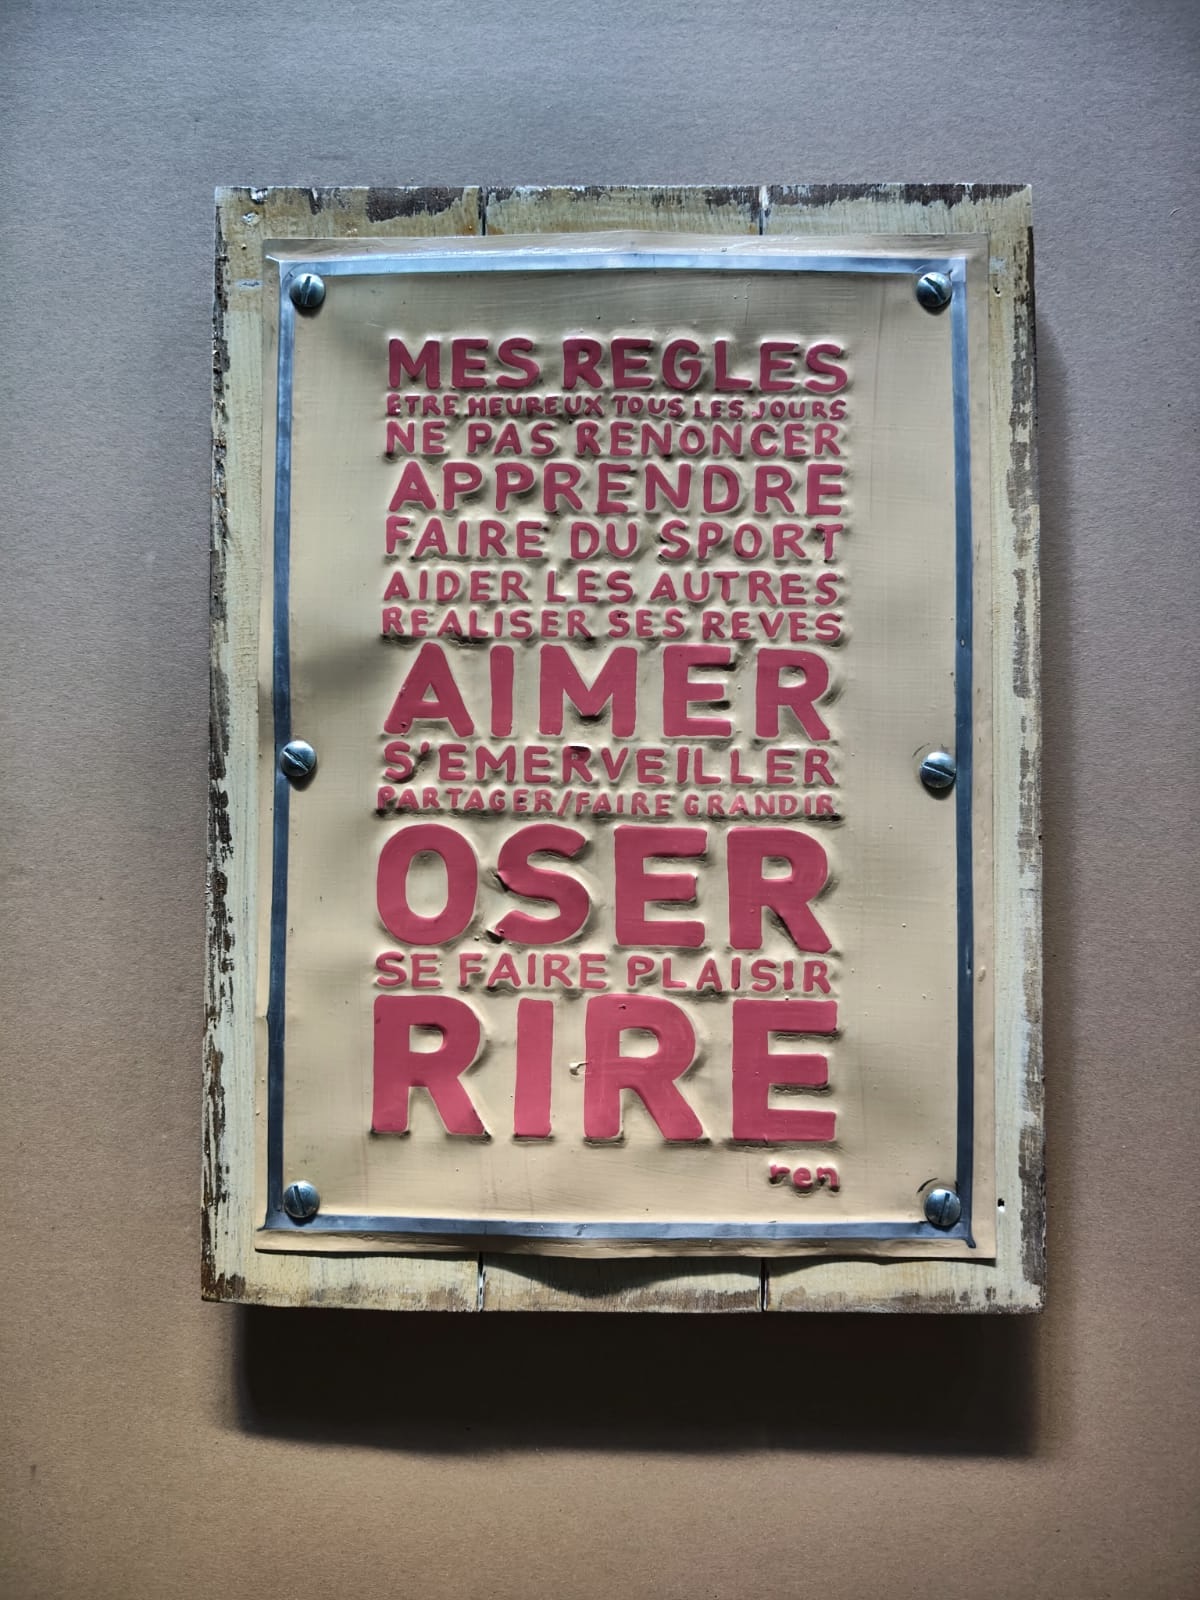 MES REGLES
ETRE HEUREUX TOUS LES JOURS
NE PAS RENONCER
APPRENDRE
FAIRE DU SPORT
AIDER LES AUTRES
REALISER SES REVES
AIMER
S'EMERVEILLER
PARTAGER/FAIRE GRANDIR
OSER
SE FAIRE PLAISIR
RIRE
ren